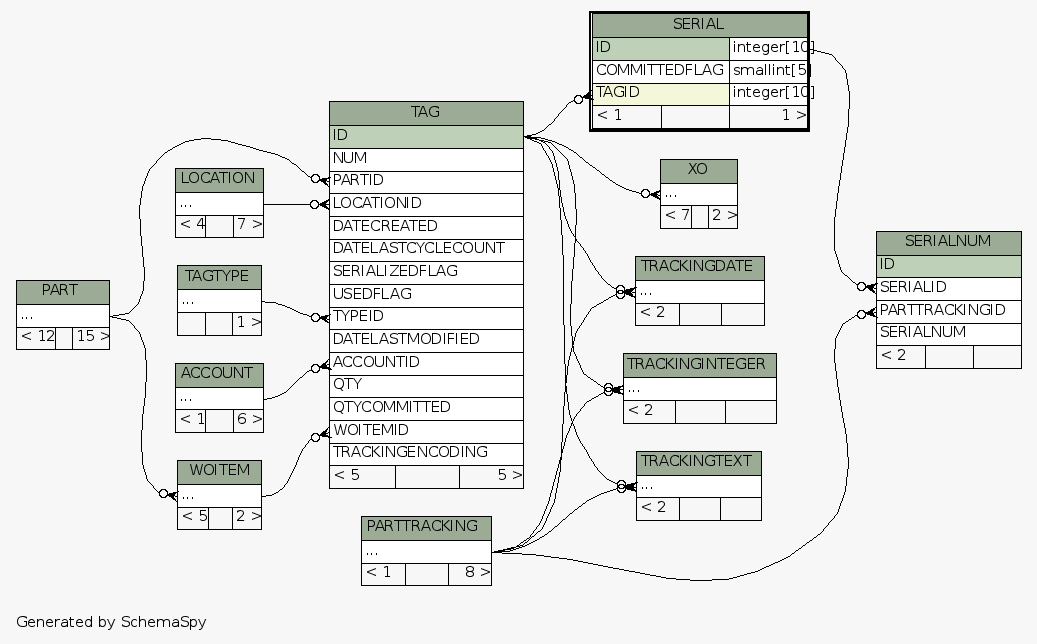 SERIAL
ID integer[10]
COMMITTEDFLAG smallint[5]
TAGID integer[10]
< 1 1 >
TAG
ID
NUM
PARTID
LOCATIONID
DATECREATED
DATELASTCYCLECOUNT
SERIALIZEDFLAG
USEDFLAG
TYPEID
DATELASTMODIFIED
ACCOUNTID
QTY
QTYCOMMITTED
WOITEMID
TRACKINGENCODING
< 5 5 >
LOCATION
...
< 4 7 >
TAGTYPE
...
1 >
PART
...
< 12 15 >
ACCOUNT
...
< 1 6 >
WOITEM
...
< 5 2 >
PARTTRACKING
...
< 1 8 >
XO
...
< 7 2 >
TRACKINGDATE
...
< 2
TRACKINGINTEGER
...
< 2
TRACKINGTEXT
...
< 2
SERIALNUM
ID
SERIALID
PARTTRACKINGID
SERIALNUM
< 2
Generated by SchemaSpy